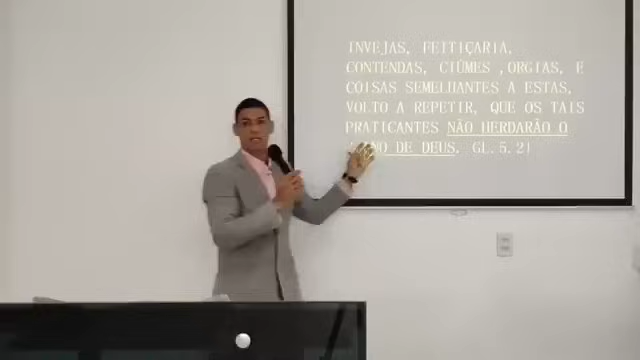 INVEJAS, FEITIÇARIA,
CONTENDAS, CIÚMES ,ORGIAS, E
COISAS SEMELHANTES A ESTAS,
VOLTO A REPETIR, QUE OS TAIS
PRATICANTES NÃO HERDARÃO O
DE DEUS. GL.5.21